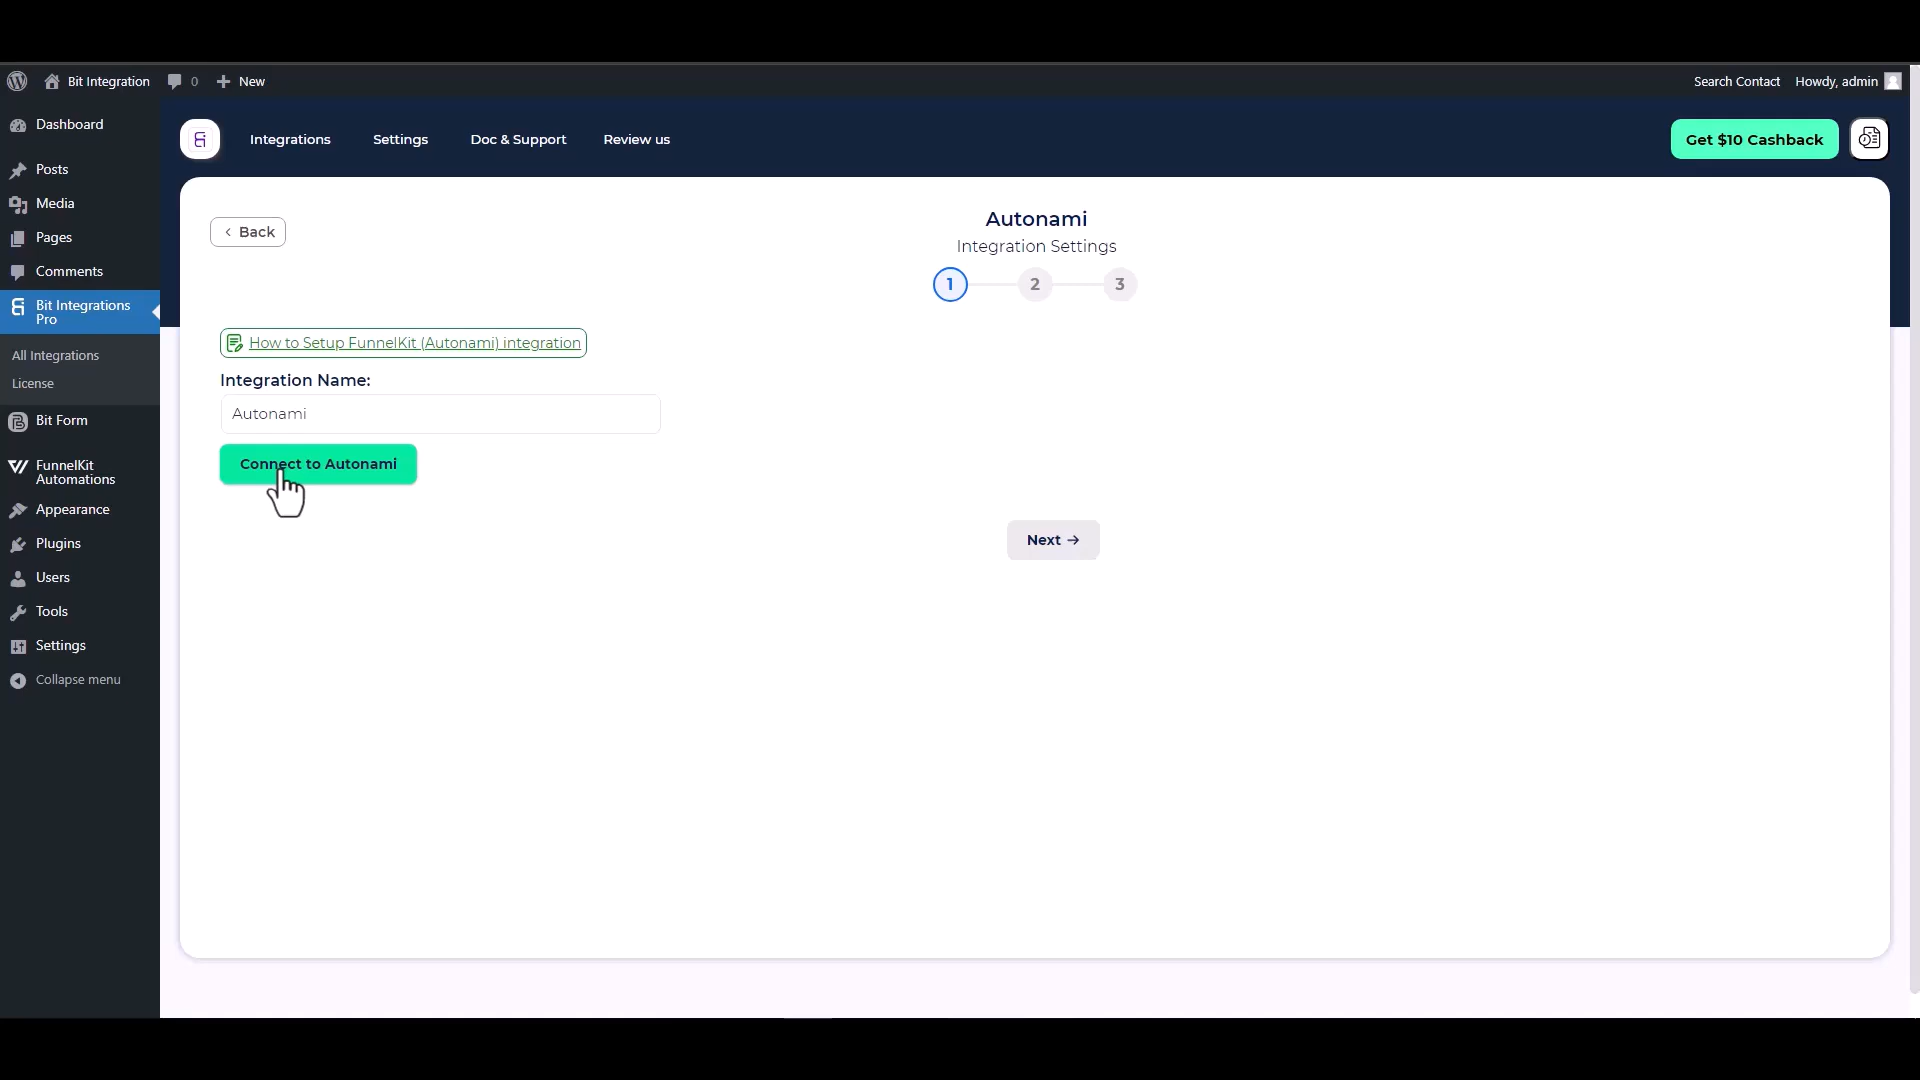 Bit Integration
0
New
Search Contact
Howdy, admin
Dashboard
Posts
Media
Pages
Comments
Bit Integrations
Pro
All Integrations
License
Bit Form
FunnelKit
Automations
Appearance
Plugins
Users
Tools
Settings
Collapse menu
Integrations
Settings
Doc & Support
Review us
Get $10 Cashback
Back
Autonami
Integration Settings
1
2
3
How to Setup FunnelKit (Autonami) integration
Integration Name:
Autonami
Connect to Autonami
Next